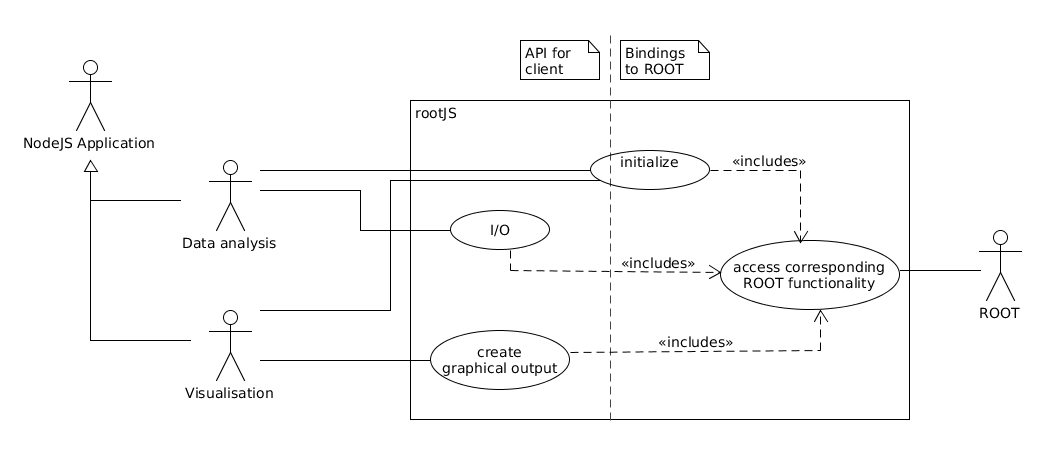 API for
client
Bindings
to ROOT
rootJS
NodeJS Application
initialize
«includes»
Data analysis
I/O
«includes»
access corresponding
ROOT functionality
ROOT
Visualisation
create
graphical output
«includes»